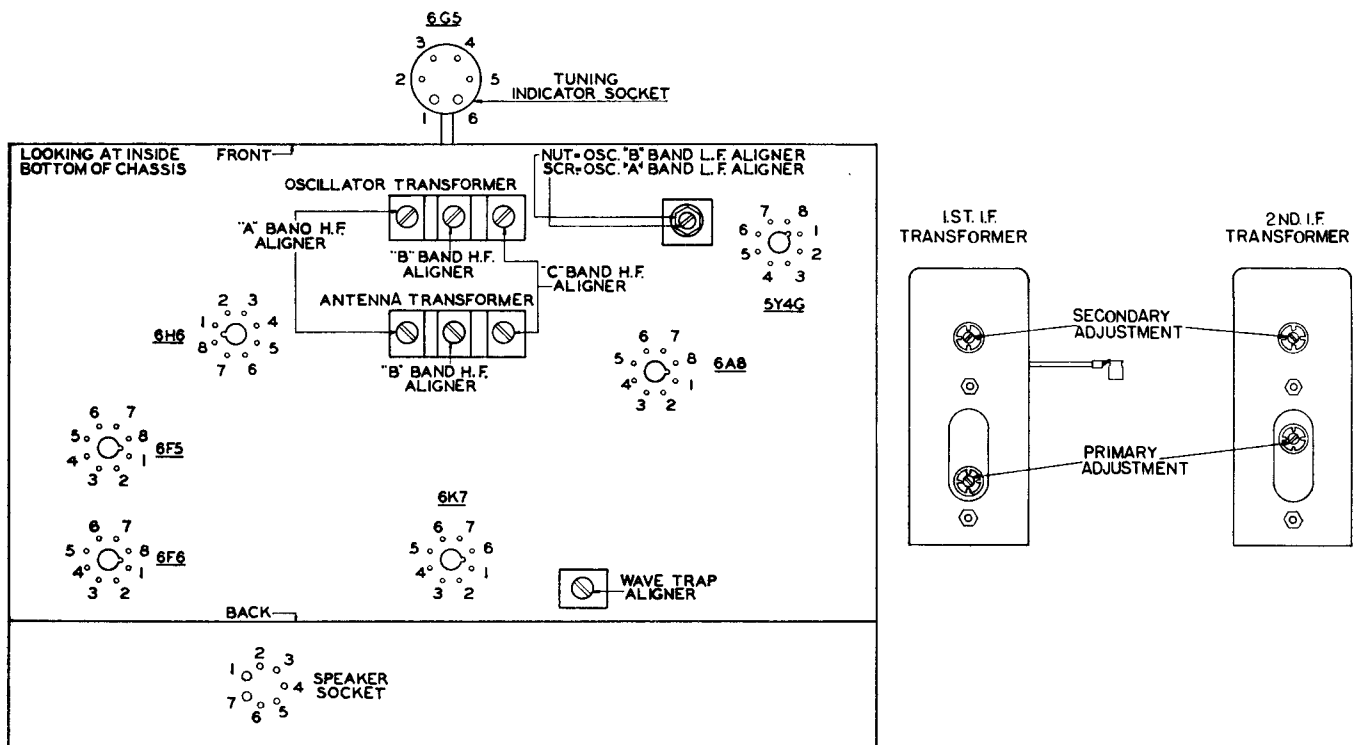 6G5
3 4
2 5
1 6
TUNING
INDICATOR SOCKET
LOOKING AT INSIDE
BOTTOM OF CHASSIS
FRONT
OSCILLATOR TRANSFORMER
NUT=OSC. "B" BAND L.F. ALIGNER
SCR=OSC. "A" BAND L.F. ALIGNER
"A" BAND H.F.
ALIGNER
"B" BAND H.F.
ALIGNER
"C" BAND H.F.
ALIGNER
ANTENNA TRANSFORMER
"B" BAND H.F.
ALIGNER
7 8
6 1
5 2
4 3
5Y4G
2 3
1 4
8 5
7 6
6H6
6 7
5 8
4 1
3 2
6A8
6 7
5 8
4 1
3 2
6F5
6K7
6 7
5 6
4 1
3 2
6 7
5 8
4 1
3 2
6F6
WAVE TRAP
ALIGNER
BACK
1 2 3
4
7 6 5
SPEAKER
SOCKET
1.ST. I.F.
TRANSFORMER
2ND. I.F.
TRANSFORMER
SECONDARY
ADJUSTMENT
PRIMARY
ADJUSTMENT